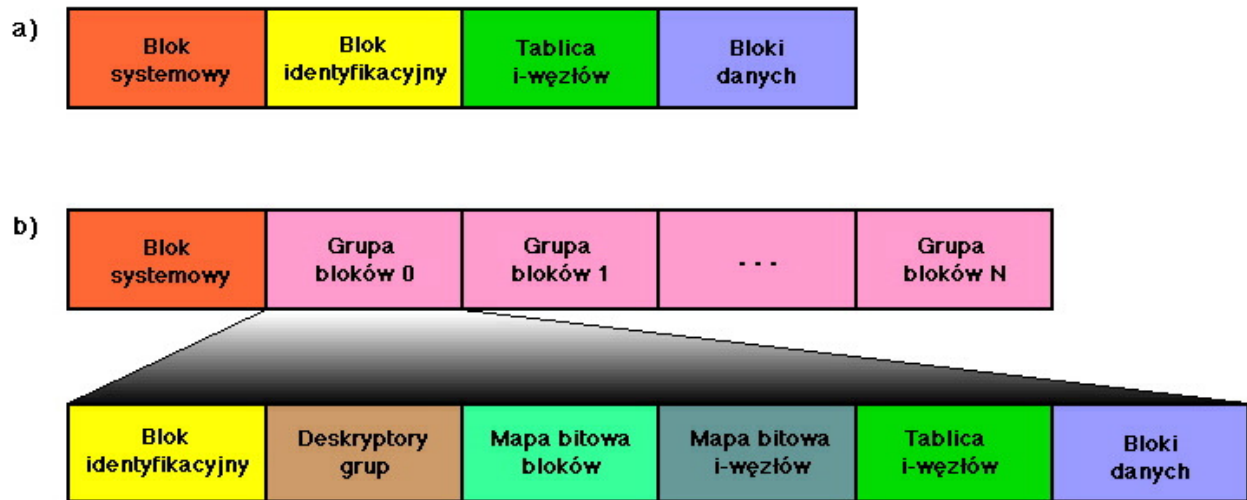 a)
Blok
systemowy
Blok
identyfikacyjny
Tablica
i-węzłów
Bloki
danych
b)
Blok
systemowy
Grupa
bloków 0
Grupa
bloków 1
- - -
Grupa
bloków N
Blok
identyfikacyjny
Deskryptory
grup
Mapa bitowa
bloków
Mapa bitowa
i-węzłów
Tablica
i-węzłów
Bloki
danych